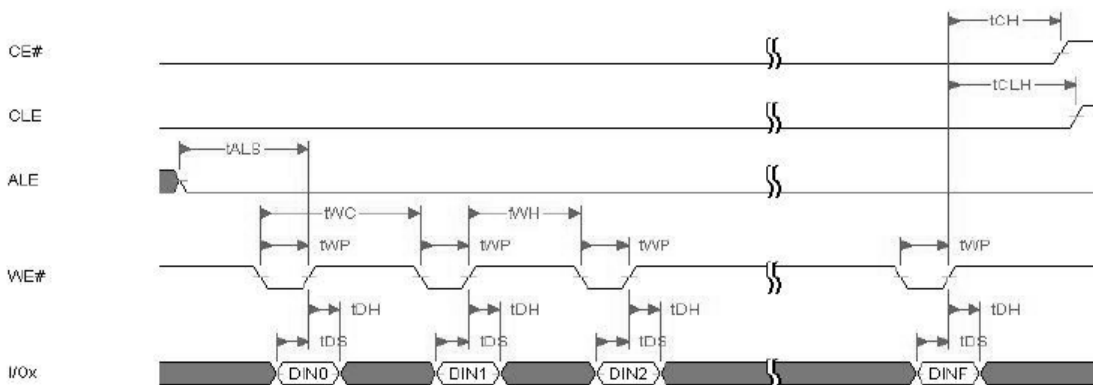 tCH
CE#
tCLH
CLE
tALS
ALE
tWC tWH
tWP tWP tWP tWP
WE#
tDH tDH tDH tDH
tDS tDS tDS tDS
I/Ox DIN0 DIN1 DIN2 DINF